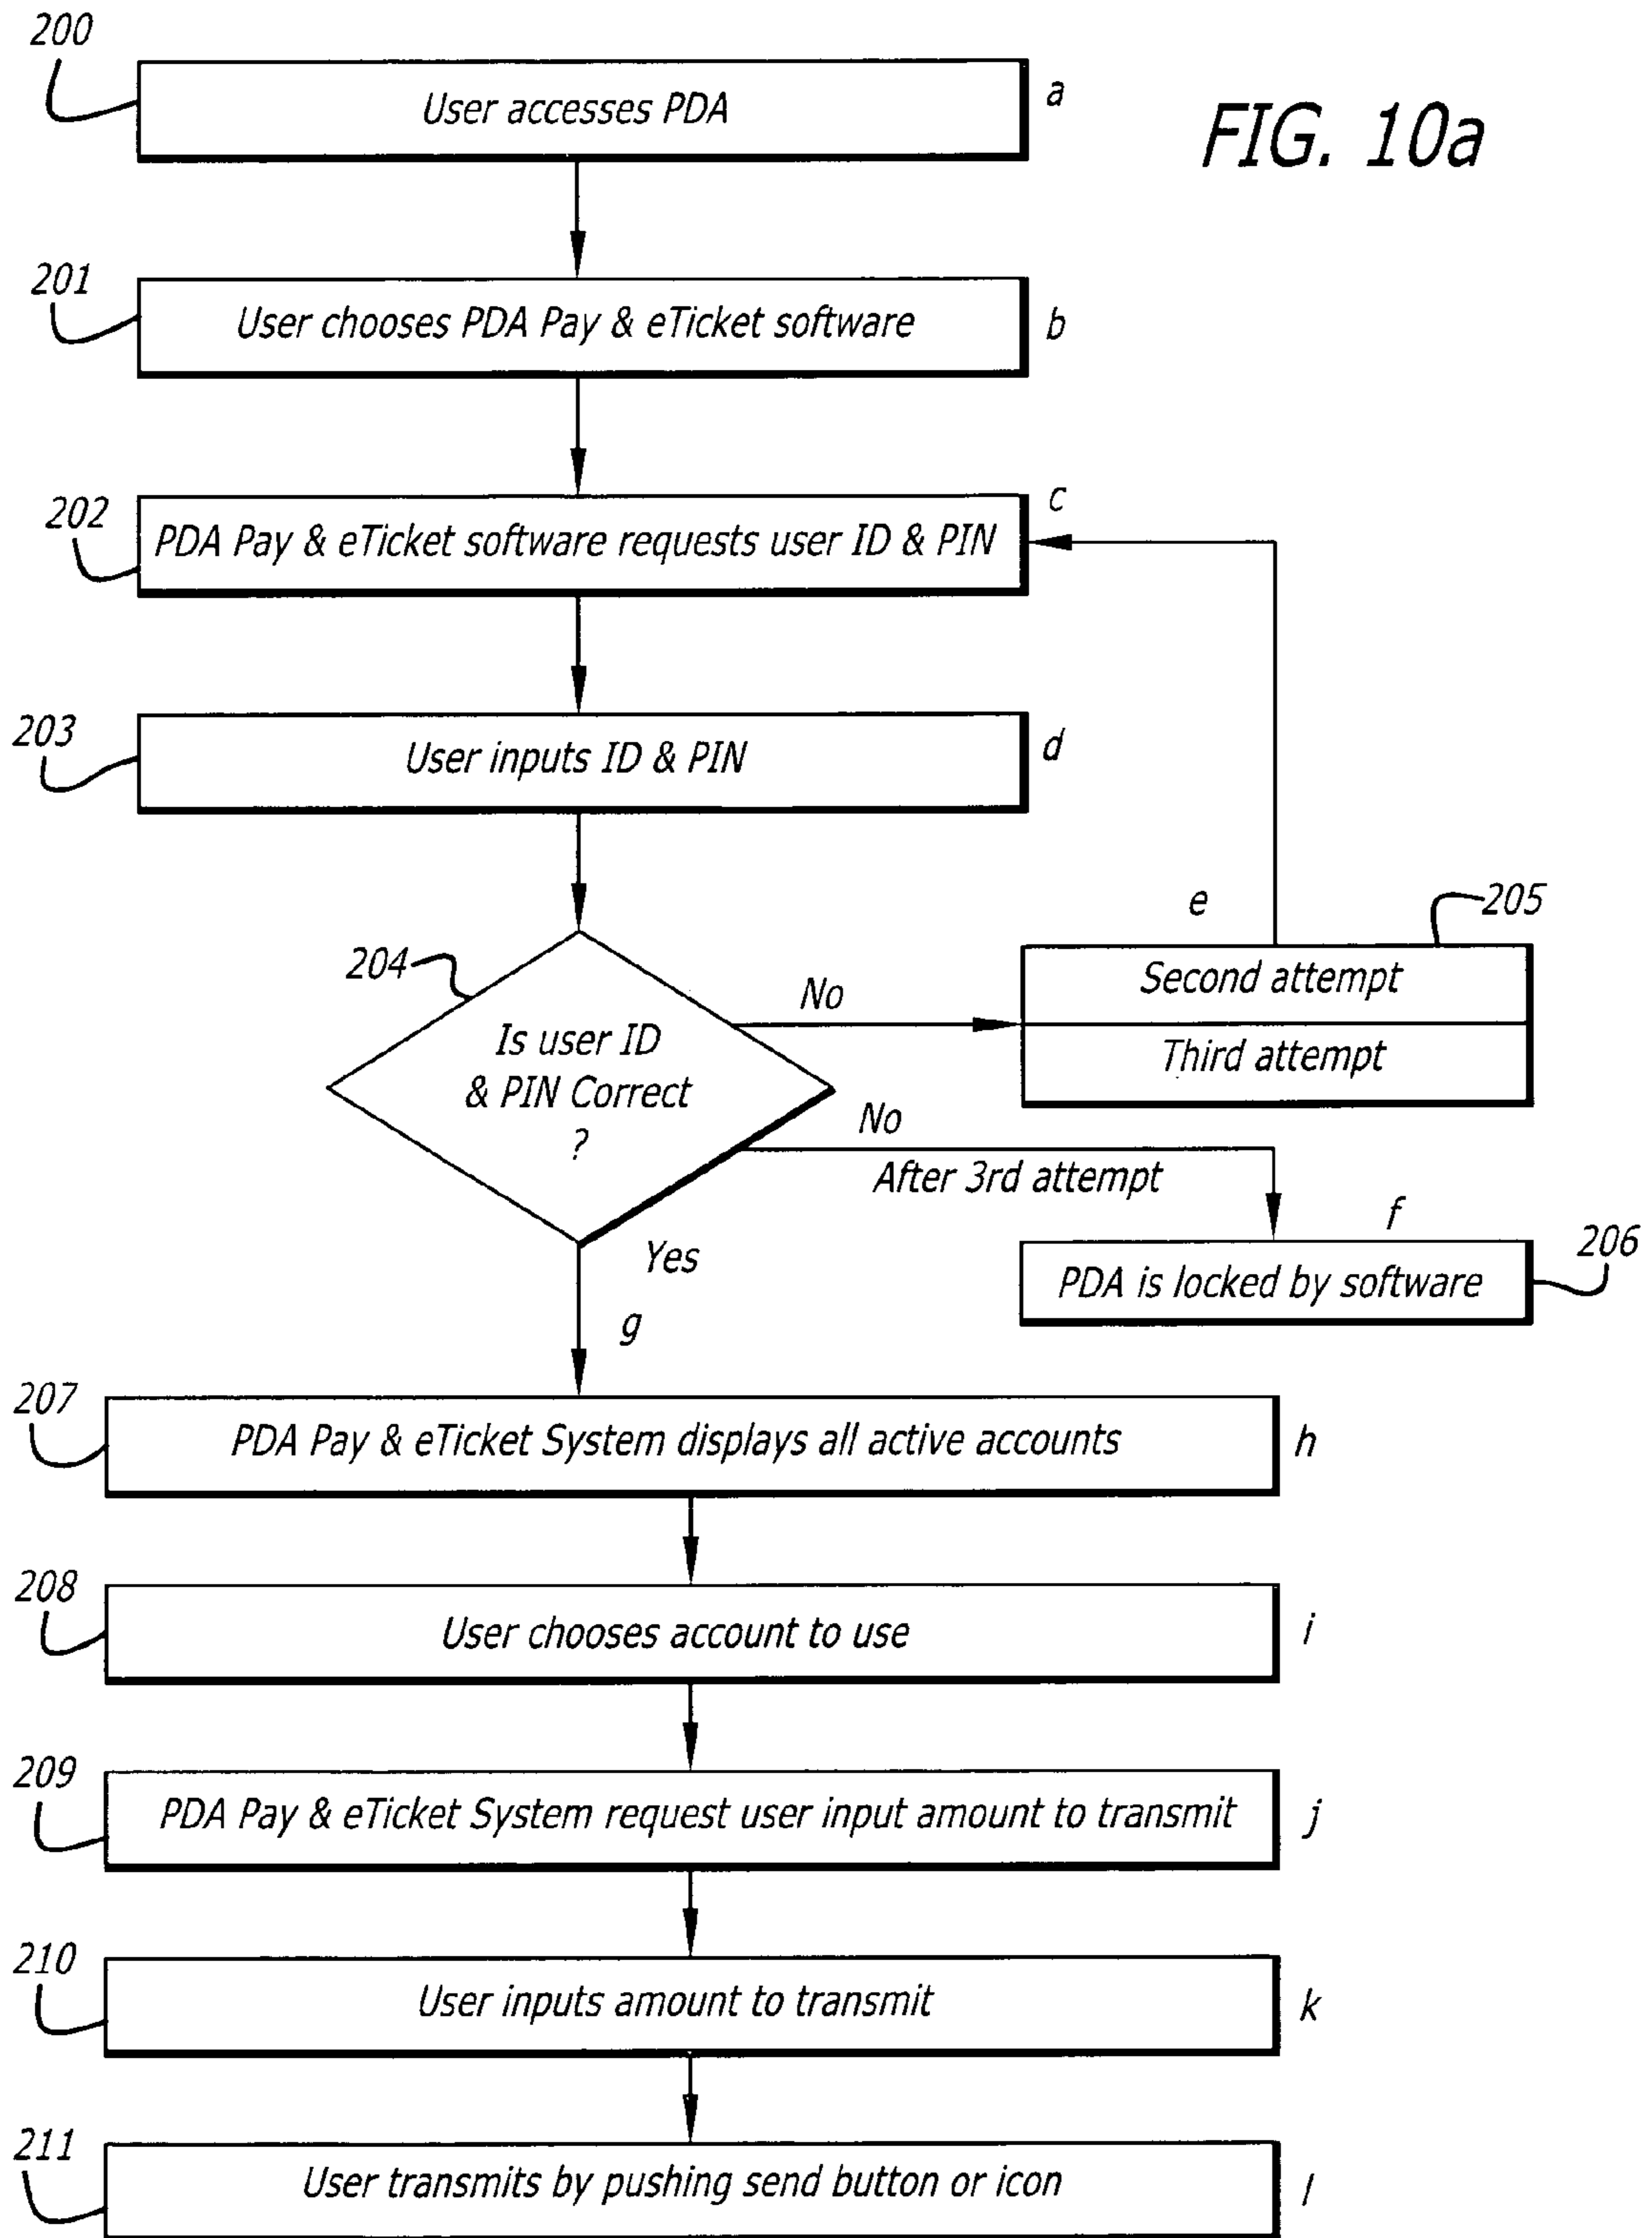 200
User accesses PDA
a
FIG. 10a
201
User chooses PDA Pay & eTicket software
b
202
PDA Pay & eTicket software requests user ID & PIN
c
203
User inputs ID & PIN
d
204
Is user ID
& PIN Correct
?
No
e
205
Second attempt
Third attempt
No
After 3rd attempt
f
PDA is locked by software
206
Yes
g
207
PDA Pay & eTicket System displays all active accounts
h
208
User chooses account to use
i
209
PDA Pay & eTicket System request user input amount to transmit
j
210
User inputs amount to transmit
k
211
User transmits by pushing send button or icon
l